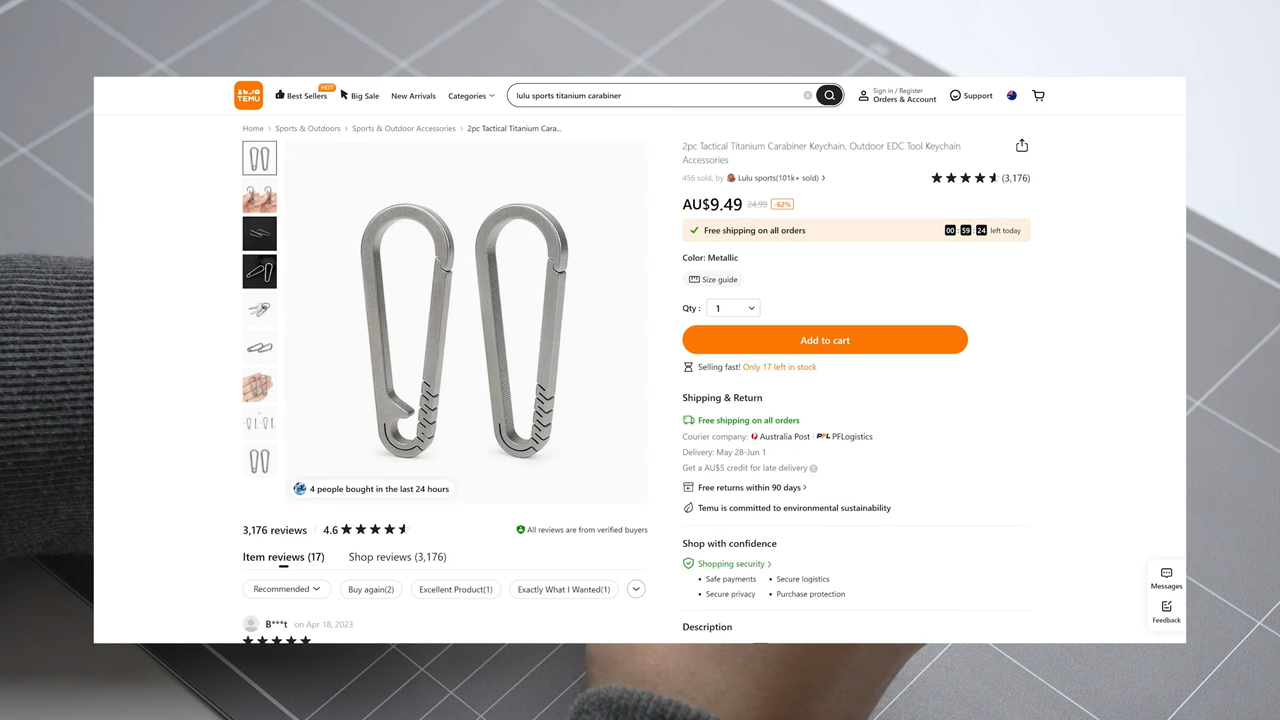 TEMU
Best Sellers
HOT
Big Sale
New Arrivals
Categories
lulu sports titanium carabiner
Sign in / Register
Orders & Account
Support
Home > Sports & Outdoors > Sports & Outdoor Accessories > 2pc Tactical Titanium Cara...
2pc Tactical Titanium Carabiner Keychain, Outdoor EDC Tool Keychain
Accessories
456 sold, by Lulu sports(101k+ sold) >
(3,176)
AU$9.49 24.99 -62%
Free shipping on all orders
00 : 59 : 24 left today
Color: Metallic
Size guide
Qty : 1
Add to cart
Selling fast! Only 17 left in stock
Shipping & Return
Free shipping on all orders
Courier company: Australia Post PFL PFLogistics
Delivery: May 28-Jun 1
Get a AU$5 credit for late delivery ?
Free returns within 90 days >
Temu is committed to environmental sustainability
Shop with confidence
Shopping security >
• Safe payments • Secure logistics
• Secure privacy • Purchase protection
Description
4 people bought in the last 24 hours
3,176 reviews 4.6
All reviews are from verified buyers
Item reviews (17) Shop reviews (3,176)
Recommended
Buy again(2)
Excellent Product(1)
Exactly What I Wanted(1)
B***t on Apr 18, 2023
Messages
Feedback